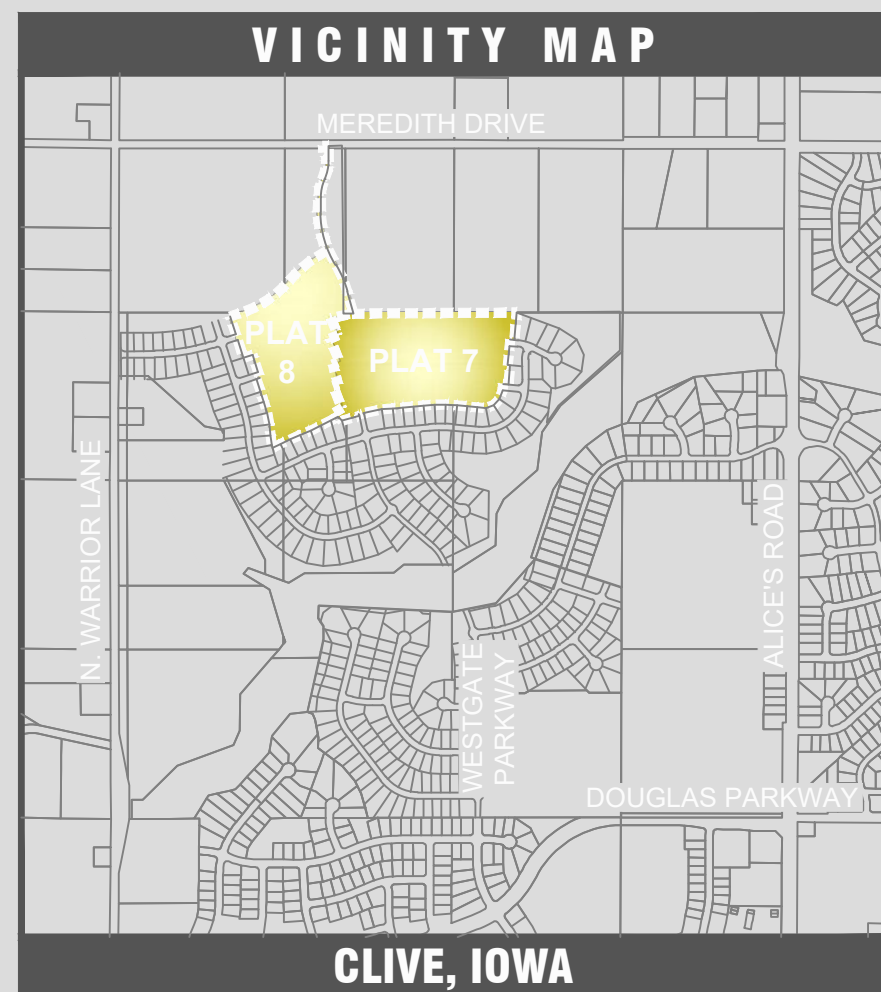 VICINITY MAP
MEREDITH DRIVE
PLAT
8
PLAT 7
N. WARRIOR LANE
ALICE'S ROAD
WESTGATE
PARKWAY
DOUGLAS PARKWAY
CLIVE, IOWA